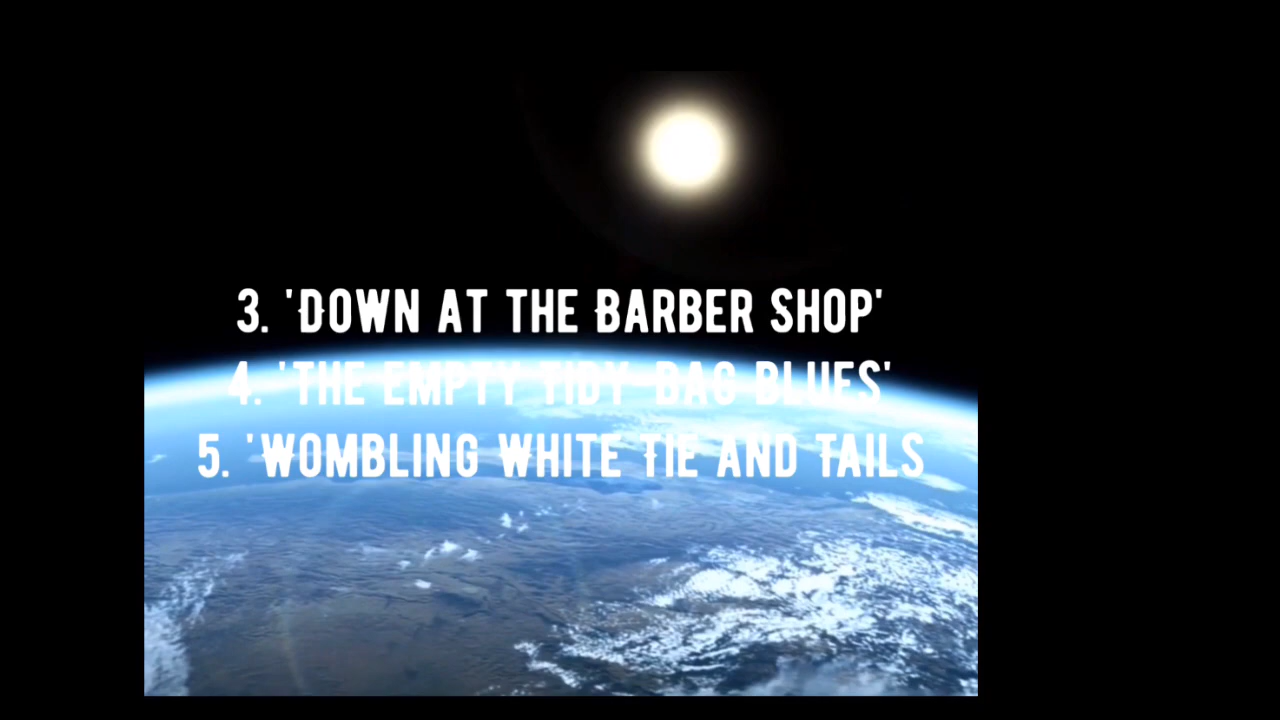 3. 'DOWN AT THE BARBER SHOP'
4. 'THE EMPTY TIDY-BAG BLUES'
5. 'WOMBLING WHITE TIE AND TAILS